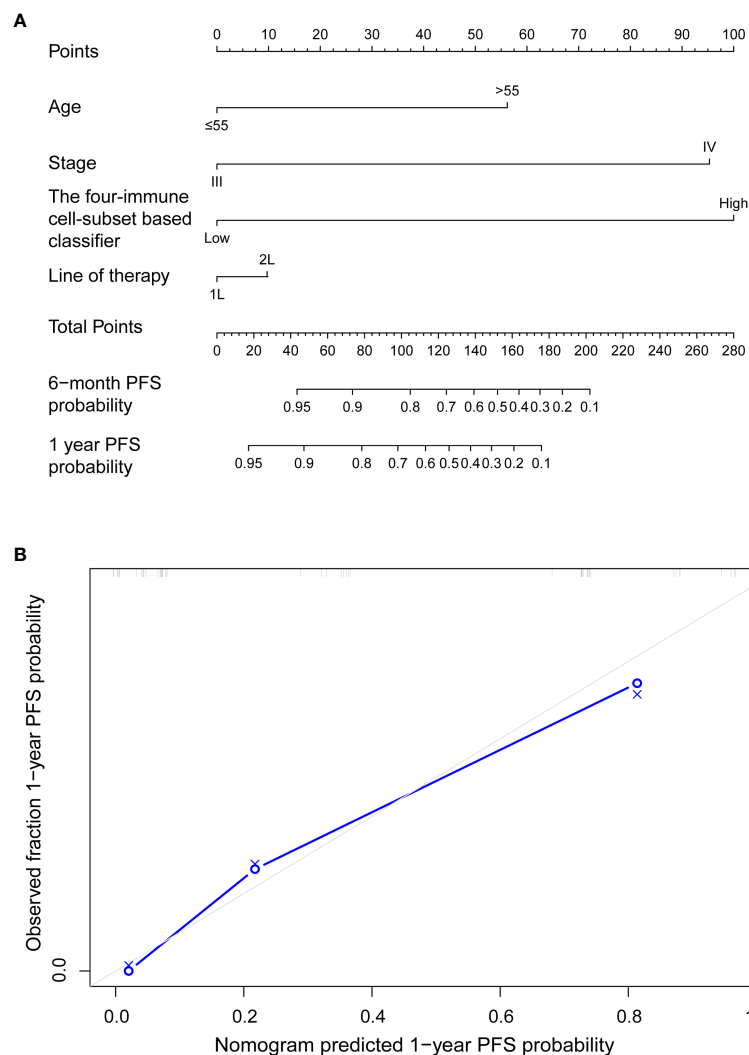 A
Points
0 10 20 30 40 50 60 70 80 90 100
Age
>55
≤55
Stage
IV
III
The four−immune
cell−subset based
classifier
High
Low
Line of therapy
2L
1L
Total Points
0 20 40 60 80 100 120 140 160 180 200 220 240 260 280
6−month PFS
probability
0.95 0.9 0.8 0.7 0.6 0.5 0.4 0.3 0.2 0.1
1 year PFS
probability
0.95 0.9 0.8 0.7 0.6 0.5 0.4 0.3 0.2 0.1
B
Observed fraction 1−year PFS probability
0.0
0.0 0.2 0.4 0.6 0.8
Nomogram predicted 1−year PFS probability